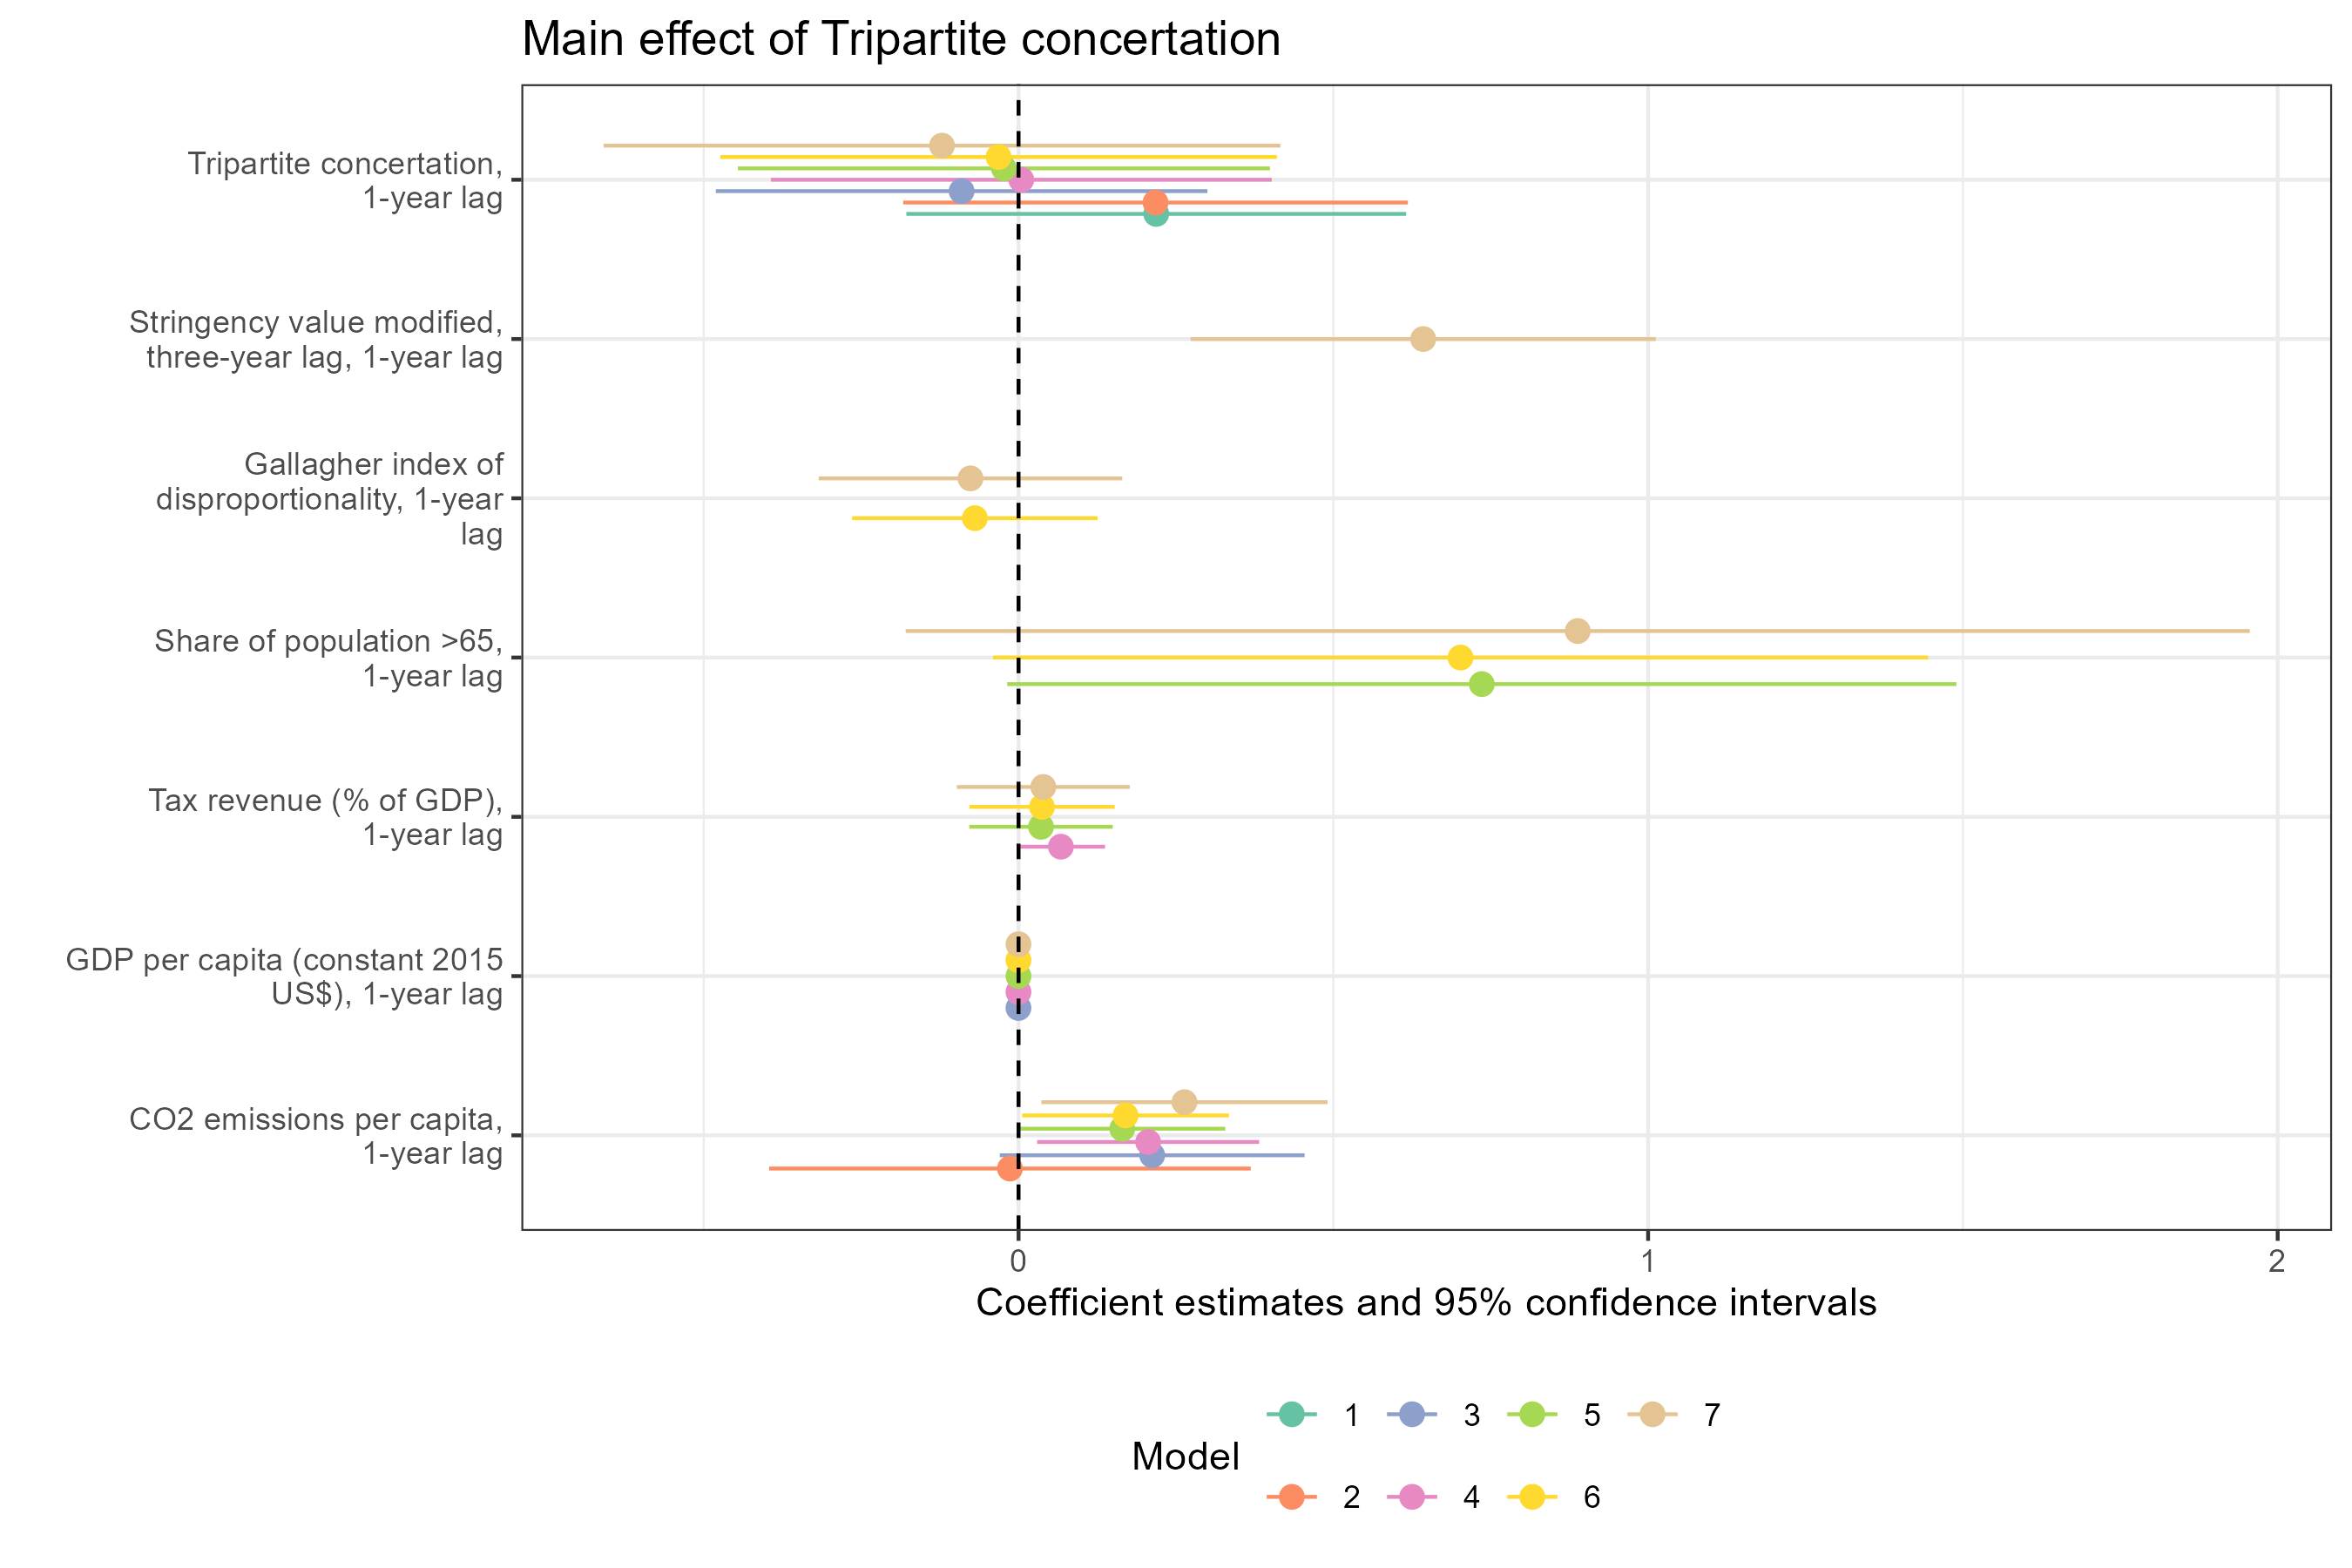 Main effect of Tripartite concertation
Tripartite concertation,
1-year lag
Stringency value modified,
three-year lag, 1-year lag
Gallagher index of
disproportionality, 1-year
lag
Share of population >65,
1-year lag
Tax revenue (% of GDP),
1-year lag
GDP per capita (constant 2015
US$), 1-year lag
CO2 emissions per capita,
1-year lag
0 1 2
Coefficient estimates and 95% confidence intervals
Model
1 3 5 7
2 4 6